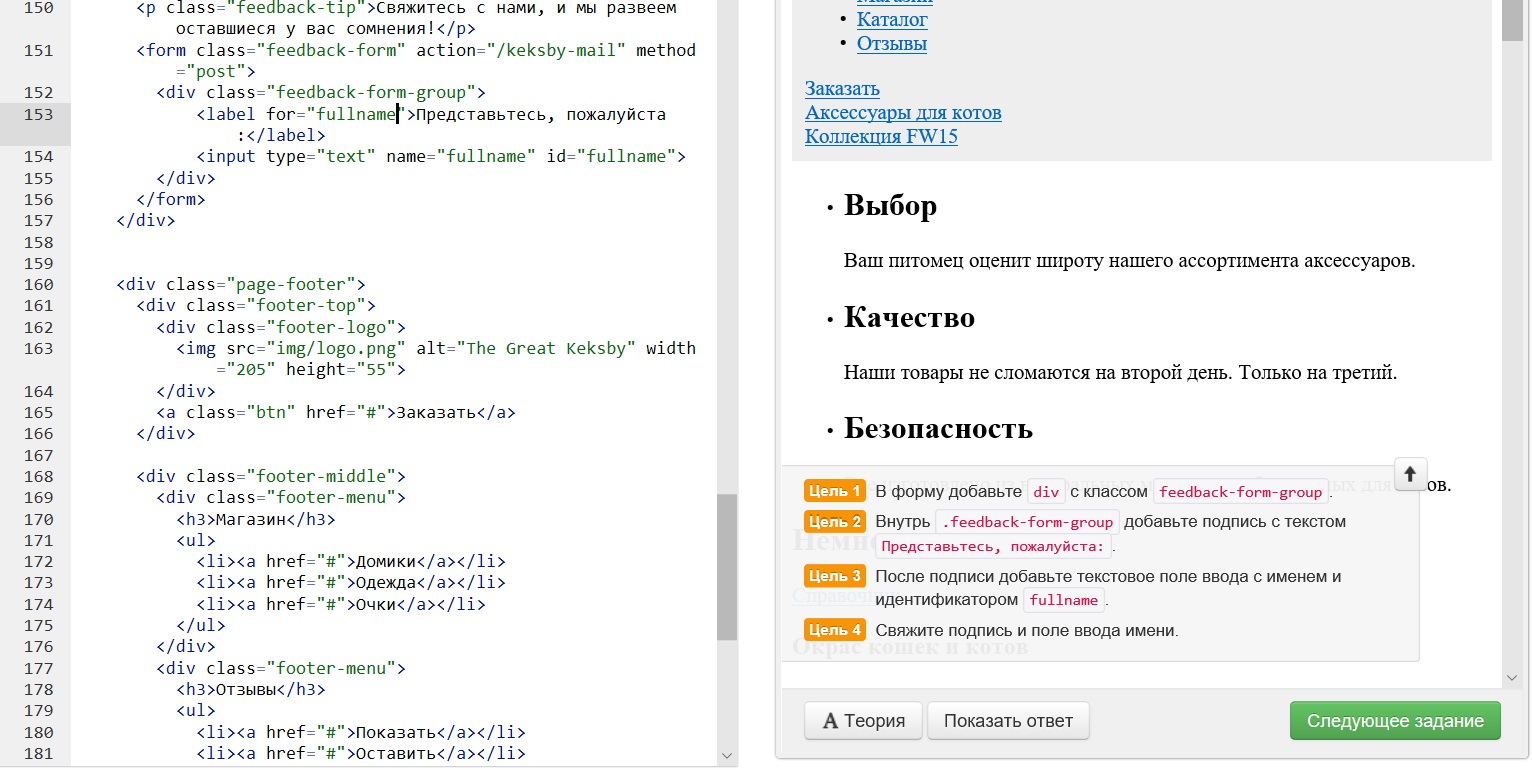 150 <p class="feedback-tip">Свяжитесь с нами, и мы развеем
оставшиеся у вас сомнения!</p>
151 <form class="feedback-form" action="/keksby-mail" method
="post">
152 <div class="feedback-form-group">
153 <label for="fullname">Представьтесь, пожалуйста
:</label>
154 <input type="text" name="fullname" id="fullname">
155 </div>
156 </form>
157 </div>
158
159
160 <div class="page-footer">
161 <div class="footer-top">
162 <div class="footer-logo">
163 <img src="img/logo.png" alt="The Great Keksby" width
="205" height="55">
164 </div>
165 <a class="btn" href="#">Заказать</a>
166 </div>
167
168 <div class="footer-middle">
169 <div class="footer-menu">
170 <h3>Магазин</h3>
171 <ul>
172 <li><a href="#">Домики</a></li>
173 <li><a href="#">Одежда</a></li>
174 <li><a href="#">Очки</a></li>
175 </ul>
176 </div>
177 <div class="footer-menu">
178 <h3>Отзывы</h3>
179 <ul>
180 <li><a href="#">Показать</a></li>
181 <li><a href="#">Оставить</a></li>
Магазин
Каталог
Отзывы
Заказать
Аксессуары для котов
Коллекция FW15
Выбор
Ваш питомец оценит широту нашего ассортимента аксессуаров.
Качество
Наши товары не сломаются на второй день. Только на третий.
Безопасность
Цель 1 В форму добавьте div с классом feedback-form-group.
Цель 2 Внутрь .feedback-form-group добавьте подпись с текстом
Представьтесь, пожалуйста:.
Цель 3 После подписи добавьте текстовое поле ввода с именем и
идентификатором fullname.
Цель 4 Свяжите подпись и поле ввода имени.
Окрас кошек и котов
A Теория
Показать ответ
Следующее задание